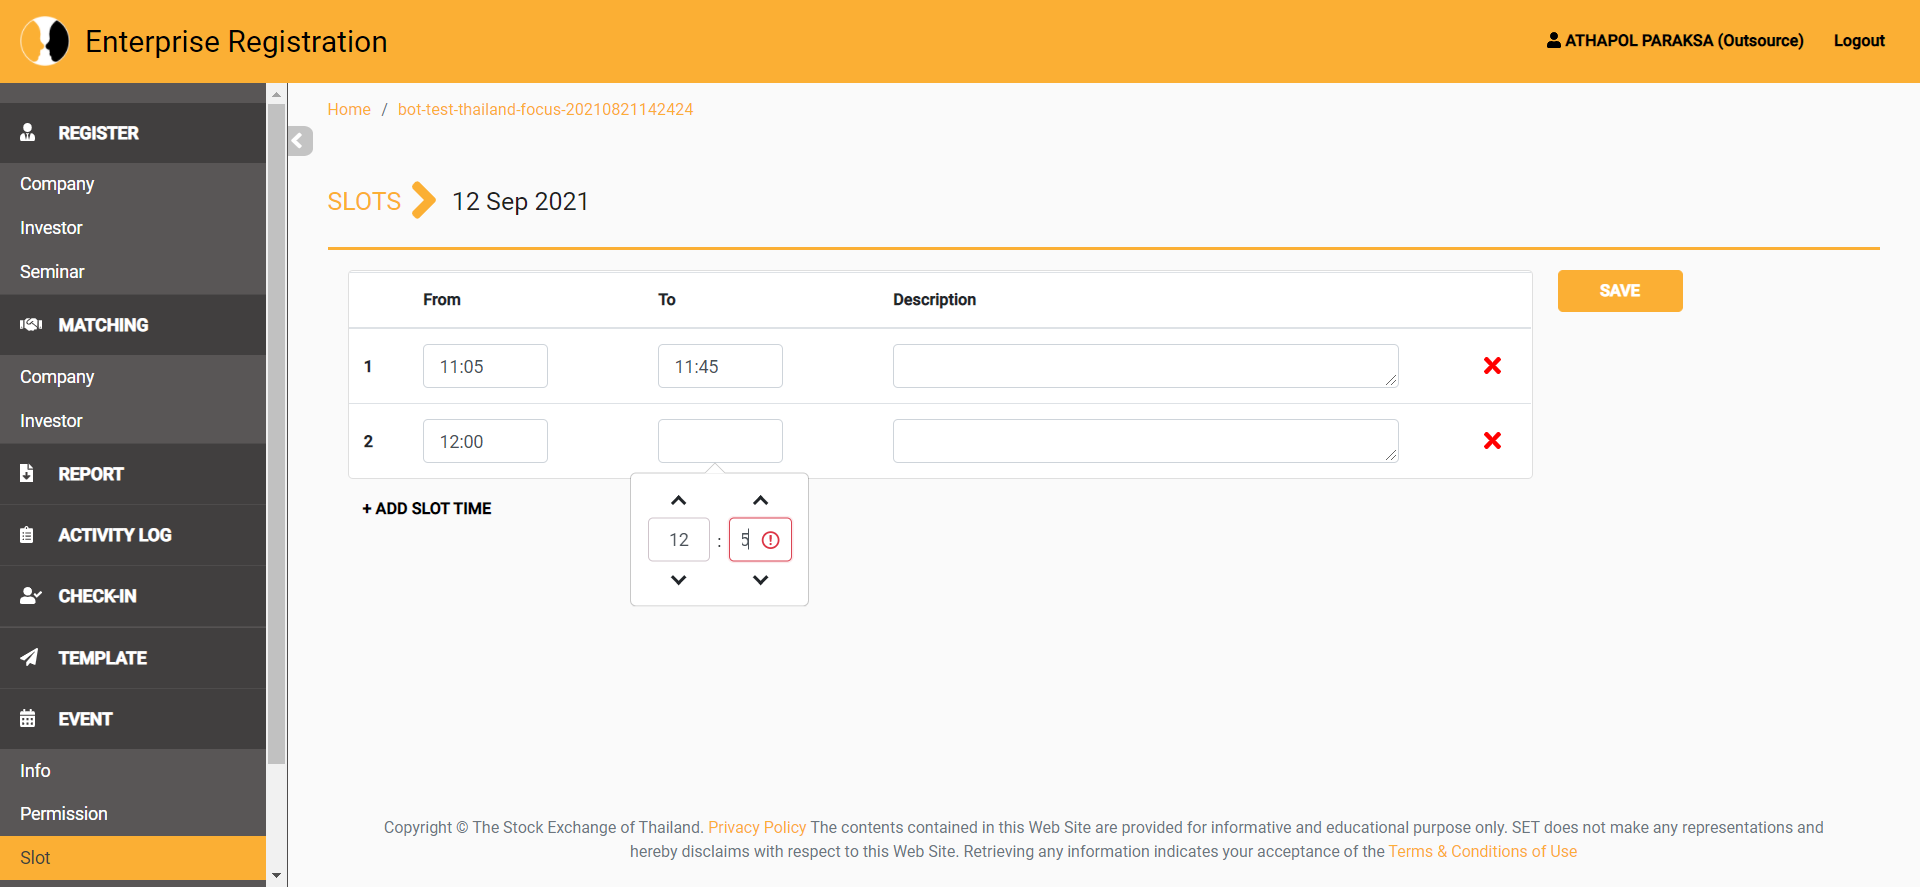 Enterprise Registration
ATHAPOL PARAKSA (Outsource) Logout
REGISTER
Company
Investor
Seminar
MATCHING
Company
Investor
REPORT
ACTIVITY LOG
CHECK-IN
TEMPLATE
EVENT
Info
Permission
Slot
Home / bot-test-thailand-focus-20210821142424
SLOTS 12 Sep 2021
From To Description
SAVE
1 11:05 11:45
2 12:00
+ ADD SLOT TIME
12 : 5
Copyright © The Stock Exchange of Thailand. Privacy Policy The contents contained in this Web Site are provided for informative and educational purpose only. SET does not make any representations and
hereby disclaims with respect to this Web Site. Retrieving any information indicates your acceptance of the Terms & Conditions of Use